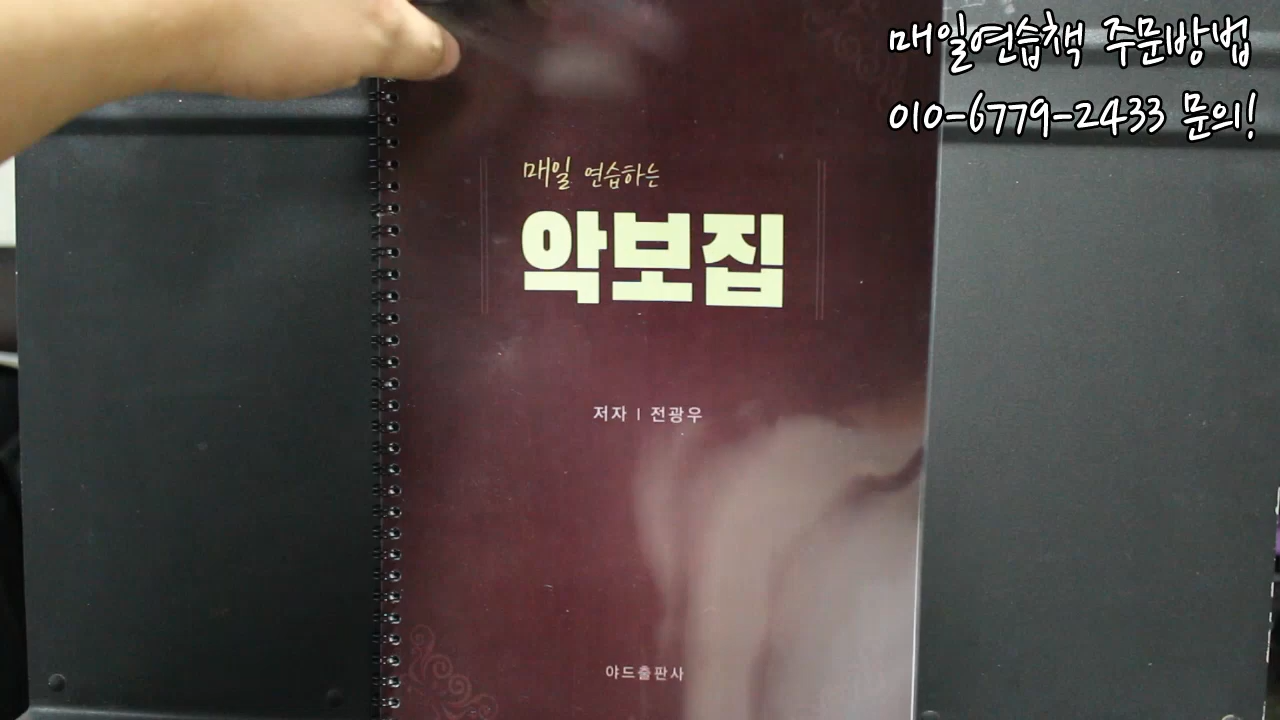 매일연습책 주문방법
010-6779-2433 문의!
매일 연습하는
악보집
저자 | 전광우
야드출판사